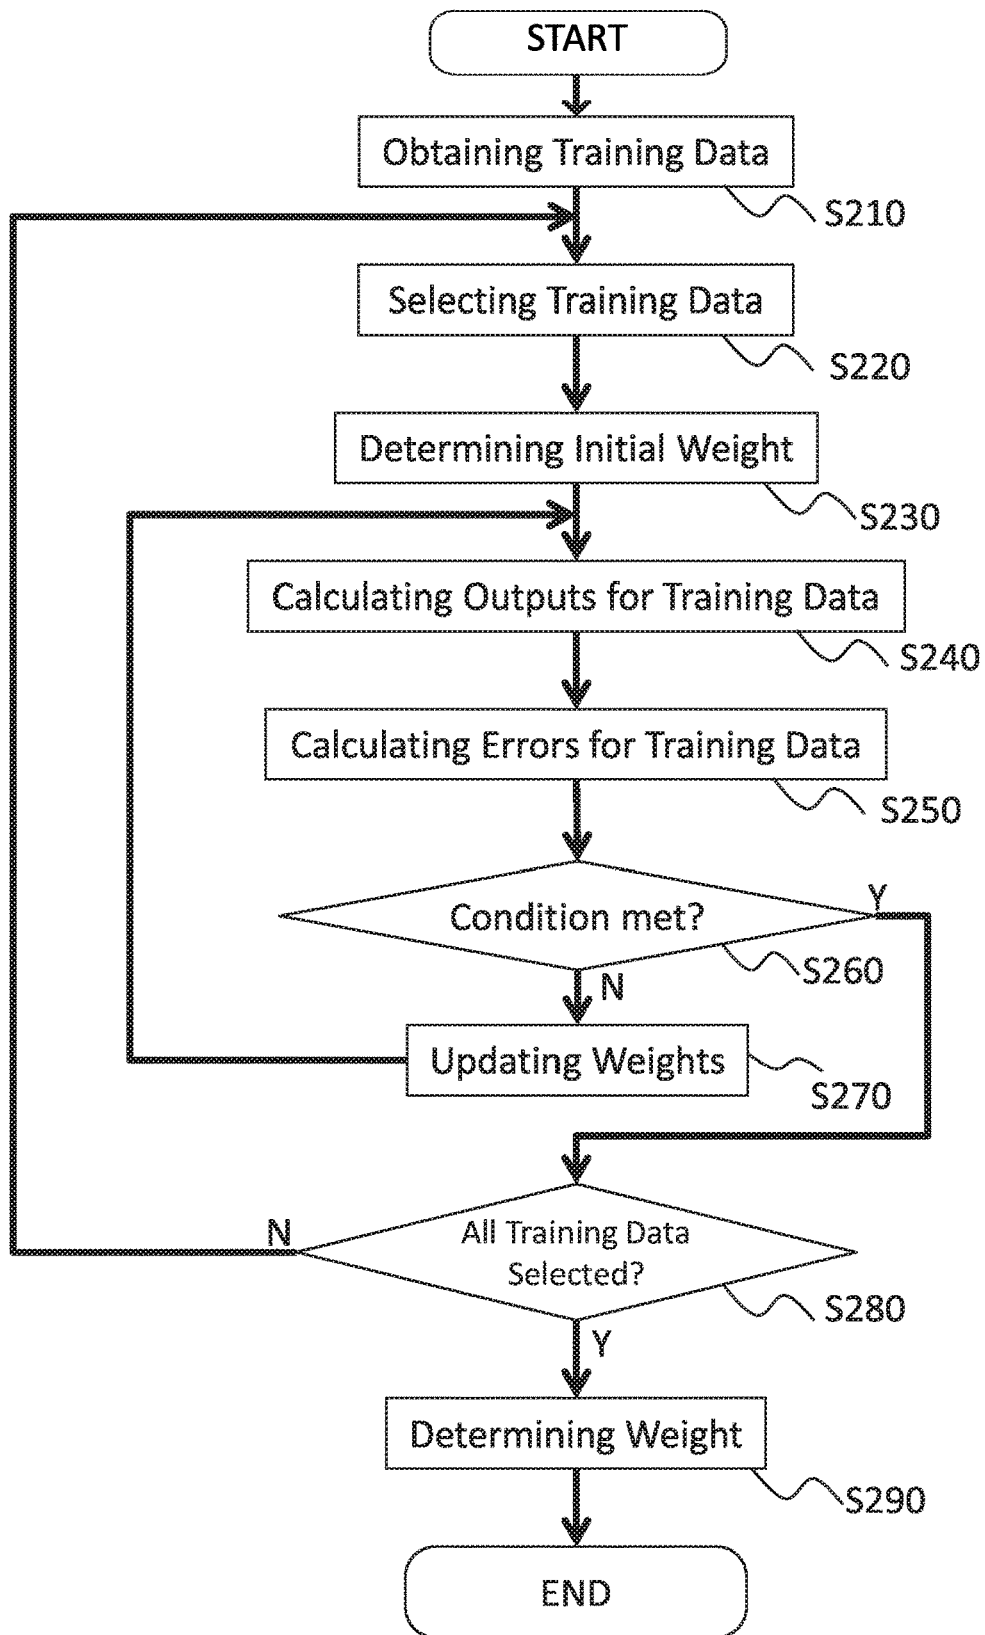 START
Obtaining Training Data
S210
Selecting Training Data
S220
Determining Initial Weight
S230
Calculating Outputs for Training Data
S240
Calculating Errors for Training Data
S250
Condition met?
Y
S260
N
Updating Weights
S270
N
All Training Data
Selected?
S280
Y
Determining Weight
S290
END